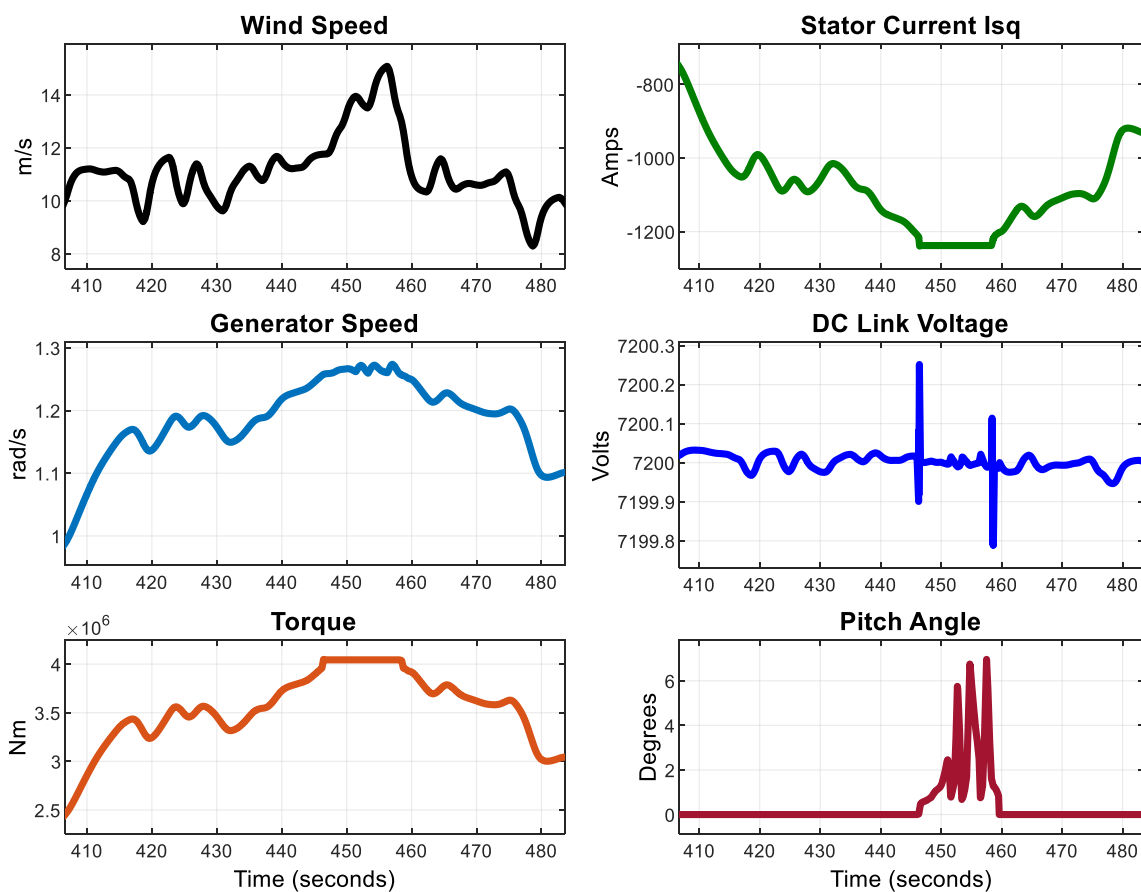 Wind Speed
m/s
14
12
10
8
410 420 430 440 450 460 470 480
Stator Current Isq
Amps
-800
-1000
-1200
410 420 430 440 450 460 470 480
Generator Speed
rad/s
1.3
1.2
1.1
1
410 420 430 440 450 460 470 480
DC Link Voltage
Volts
7200.3
7200.2
7200.1
7200
7199.9
7199.8
410 420 430 440 450 460 470 480
Torque
×10⁶
Nm
4
3.5
3
2.5
410 420 430 440 450 460 470 480
Time (seconds)
Pitch Angle
Degrees
6
4
2
0
410 420 430 440 450 460 470 480
Time (seconds)